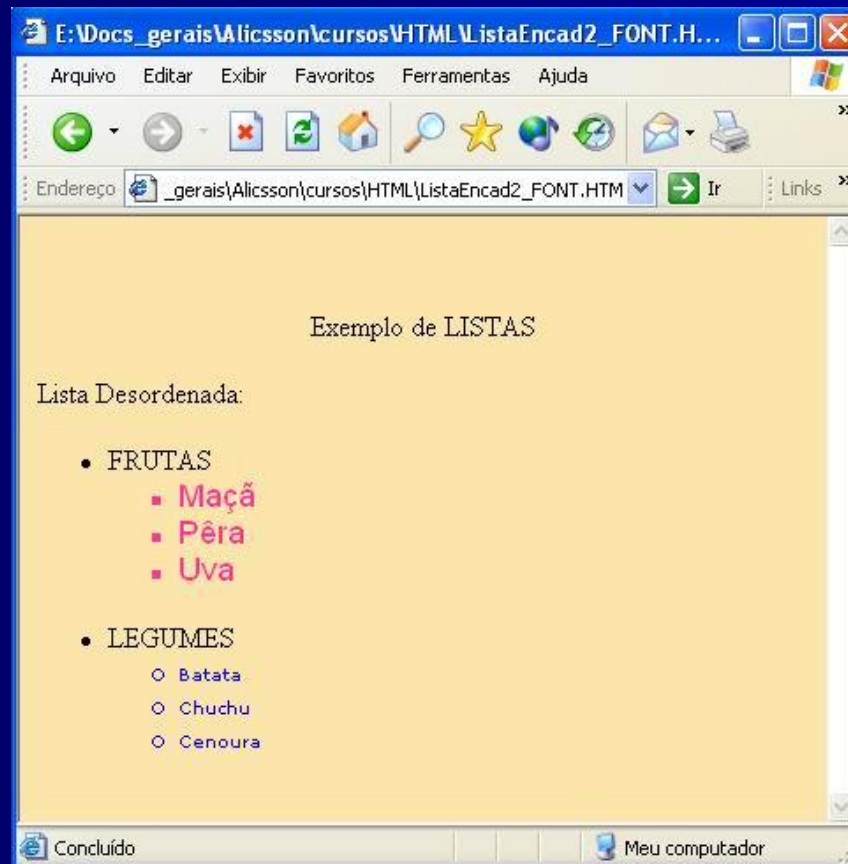 E:\Docs_gerais\Alicsson\cursos\HTML\ListaEncad2_FONT.H...
Arquivo Editar Exibir Favoritos Ferramentas Ajuda
Endereço _gerais\Alicsson\cursos\HTML\ListaEncad2_FONT.HTM Ir Links »
Exemplo de LISTAS
Lista Desordenada:
FRUTAS
Maçã
Pêra
Uva
LEGUMES
Batata
Chuchu
Cenoura
Concluído Meu computador